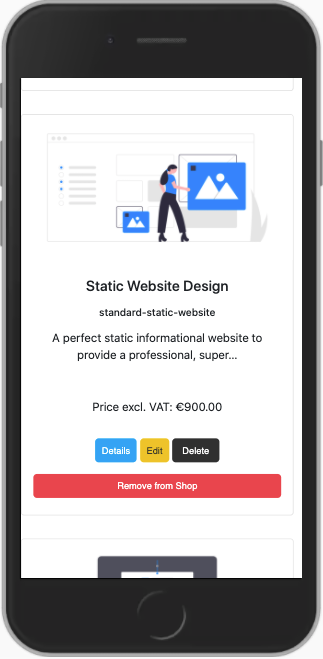 Static Website Design
standard-static-website
A perfect static informational website to
provide a professional, super...
Price excl. VAT: €900.00
Details Edit Delete
Remove from Shop